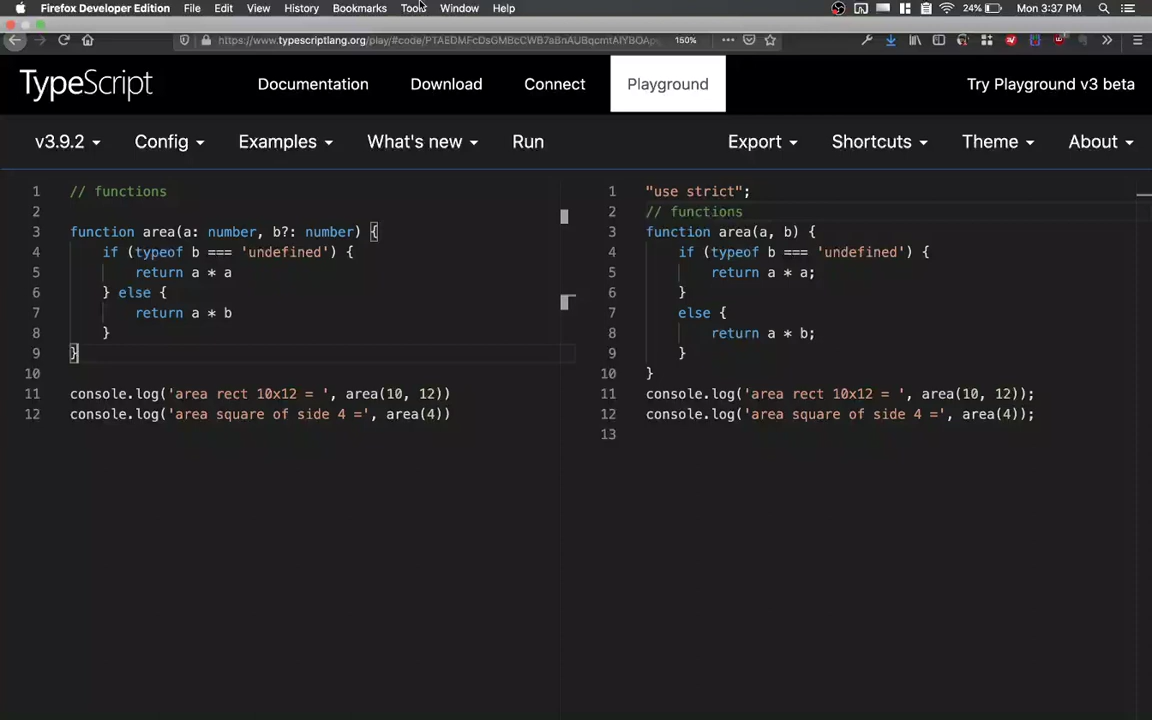 Firefox Developer Edition File Edit View History Bookmarks Tools Window Help 24% Mon 3:37 PM
150%
TypeScript Documentation Download Connect Playground Try Playground v3 beta
v3.9.2 Config Examples What's new Run Export Shortcuts Theme About
1 // functions
2
3 function area(a: number, b?: number) {
4 if (typeof b === 'undefined') {
5 return a * a
6 } else {
7 return a * b
8 }
9 }
10
11 console.log('area rect 10x12 = ', area(10, 12))
12 console.log('area square of side 4 =', area(4))
1 "use strict";
2 // functions
3 function area(a, b) {
4 if (typeof b === 'undefined') {
5 return a * a;
6 }
7 else {
8 return a * b;
9 }
10 }
11 console.log('area rect 10x12 = ', area(10, 12));
12 console.log('area square of side 4 =', area(4));
13